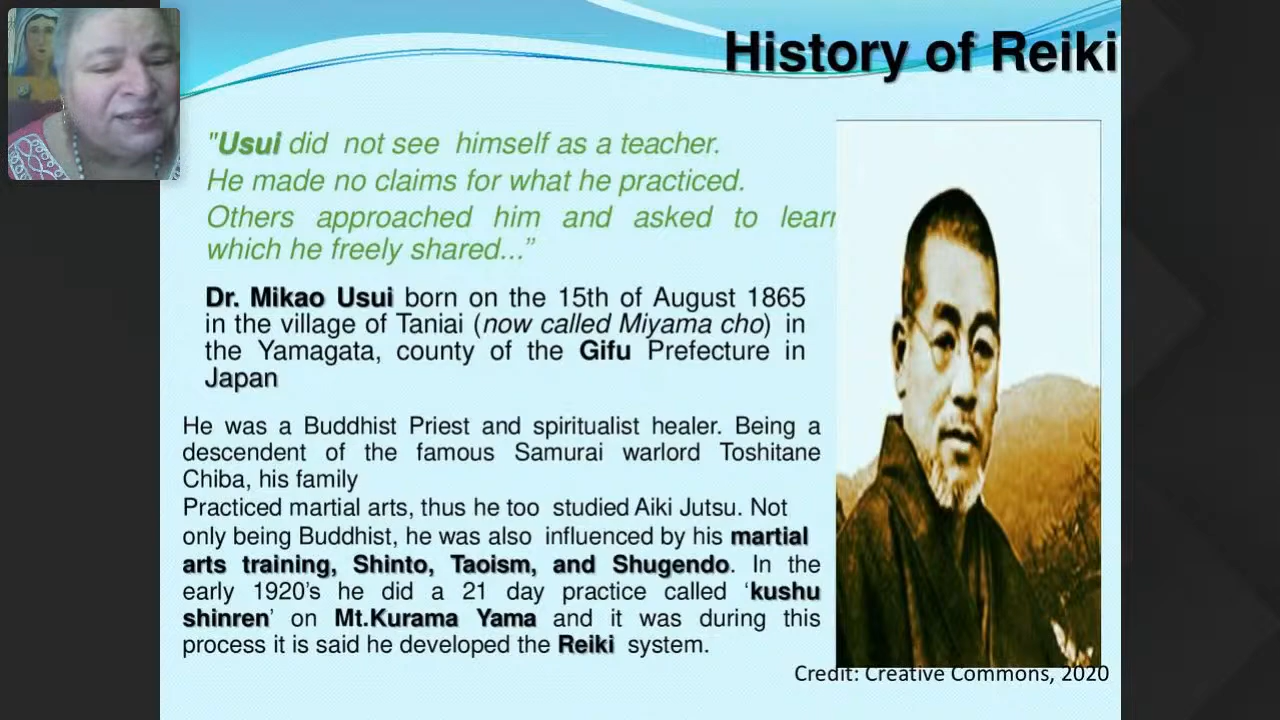 History of Reiki
"Usui did not see himself as a teacher.
He made no claims for what he practiced.
Others approached him and asked to learn
which he freely shared...”
Dr. Mikao Usui born on the 15th of August 1865
in the village of Taniai (now called Miyama cho) in
the Yamagata, county of the Gifu Prefecture in
Japan
He was a Buddhist Priest and spiritualist healer. Being a
descendent of the famous Samurai warlord Toshitane
Chiba, his family
Practiced martial arts, thus he too studied Aiki Jutsu. Not
only being Buddhist, he was also influenced by his martial
arts training, Shinto, Taoism, and Shugendo. In the
early 1920’s he did a 21 day practice called ‘kushu
shinren’ on Mt.Kurama Yama and it was during this
process it is said he developed the Reiki system.
Credit: Creative Commons, 2020